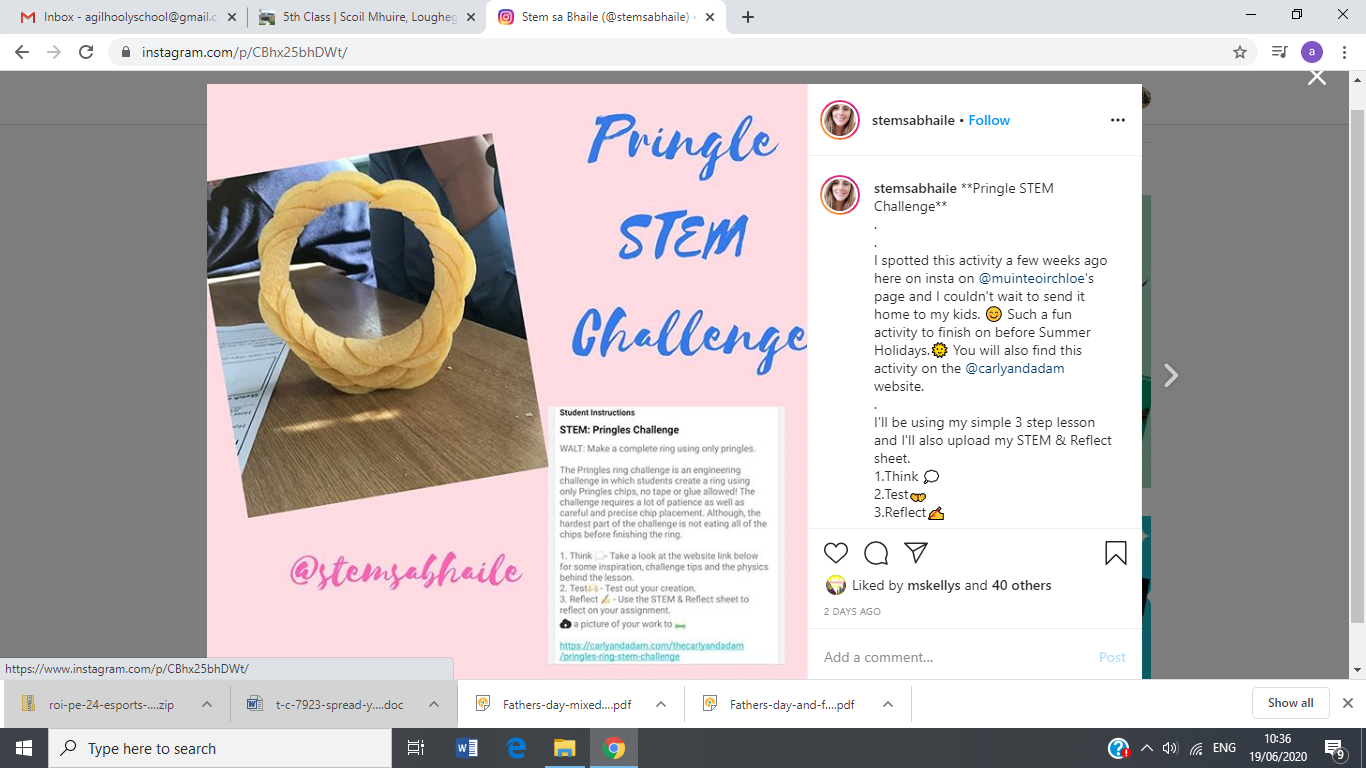 Inbox - agilhoolyschool@gmail.c
5th Class | Scoil Mhuire, Lougheg
Stem sa Bhaile (@stemsabhaile)
instagram.com/p/CBhx25bhDWt/
a
Pringle
STEM
Challenge
@stemsabhaile
Student Instructions
STEM: Pringles Challenge
WALT: Make a complete ring using only pringles.
The Pringles ring challenge is an engineering
challenge in which students create a ring using
only Pringles chips, no tape or glue allowed! The
challenge requires a lot of patience as well as
careful and precise chip placement. Although, the
hardest part of the challenge is not eating all of the
chips before finishing the ring.
1. Think - Take a look at the website link below
for some inspiration, challenge tips and the physics
behind the lesson.
2. Test - Test out your creation.
3. Reflect - Use the STEM & Reflect sheet to
reflect on your assignment.
a picture of your work to
https://carlyandadam.com/thecarlyandadam
/pringles-ring-stem-challenge
stemsabhaile • Follow
stemsabhaile **Pringle STEM
Challenge**
.
.
I spotted this activity a few weeks ago
here on insta on @muinteoirchloe's
page and I couldn't wait to send it
home to my kids. 😊 Such a fun
activity to finish on before Summer
Holidays.🌞 You will also find this
activity on the @carlyandadam
website.
.
I'll be using my simple 3 step lesson
and I'll also upload my STEM & Reflect
sheet.
1.Think 💭
2.Test🤝
3.Reflect✍
Liked by mskellys and 40 others
2 DAYS AGO
Add a comment... Post
https://www.instagram.com/p/CBhx25bhDWt/
roi-pe-24-esports-....zip
t-c-7923-spread-y....doc
Fathers-day-mixed....pdf
Fathers-day-and-f....pdf
Show all
Type here to search
ENG
10:36
19/06/2020
9